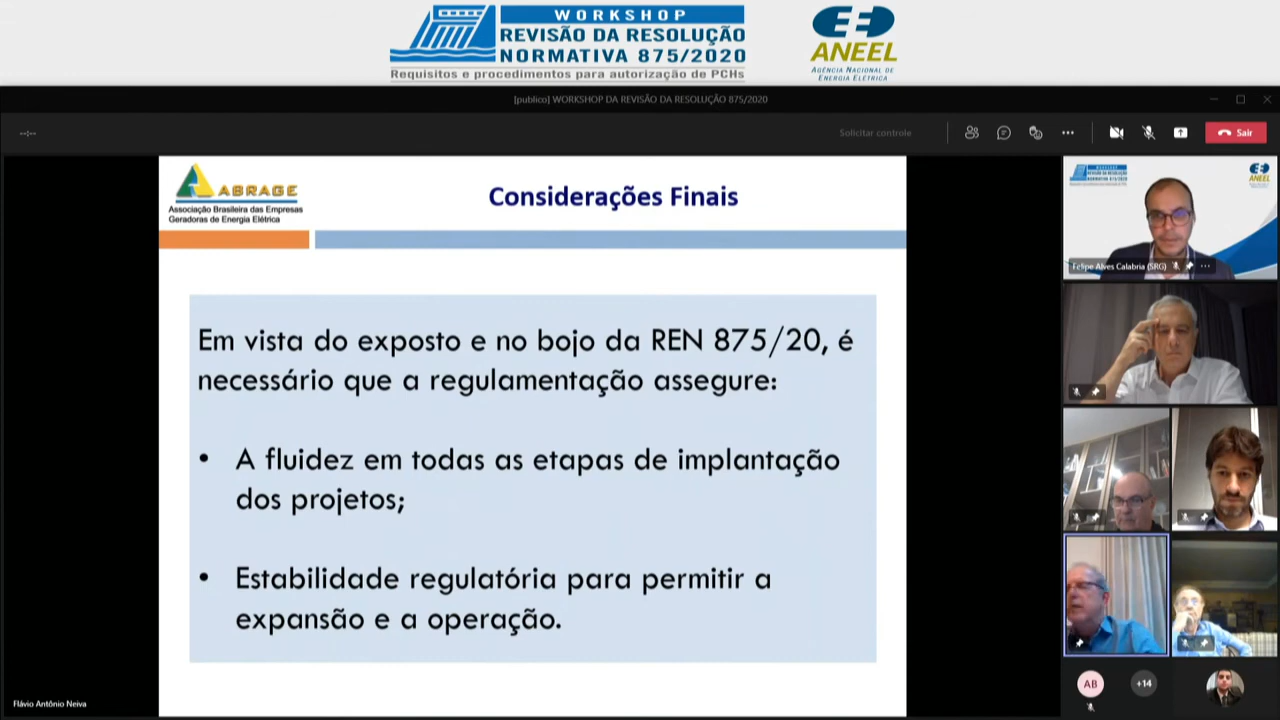 WORKSHOP
REVISÃO DA RESOLUÇÃO
NORMATIVA 875/2020
Requisitos e procedimentos para autorização de PCHs
ANEEL
AGÊNCIA NACIONAL DE
ENERGIA ELÉTRICA
[publico] WORKSHOP DA REVISÃO DA RESOLUÇÃO 875/2020
--:--
Solicitar controle
Sair
ABRAGE
Associação Brasileira das Empresas
Geradoras de Energia Elétrica
Considerações Finais
Em vista do exposto e no bojo da REN 875/20, é
necessário que a regulamentação assegure:
• A fluidez em todas as etapas de implantação
dos projetos;
• Estabilidade regulatória para permitir a
expansão e a operação.
Flávio Antônio Neiva
ANEEL
Felipe Alves Calabria (SRG)
AB
+14